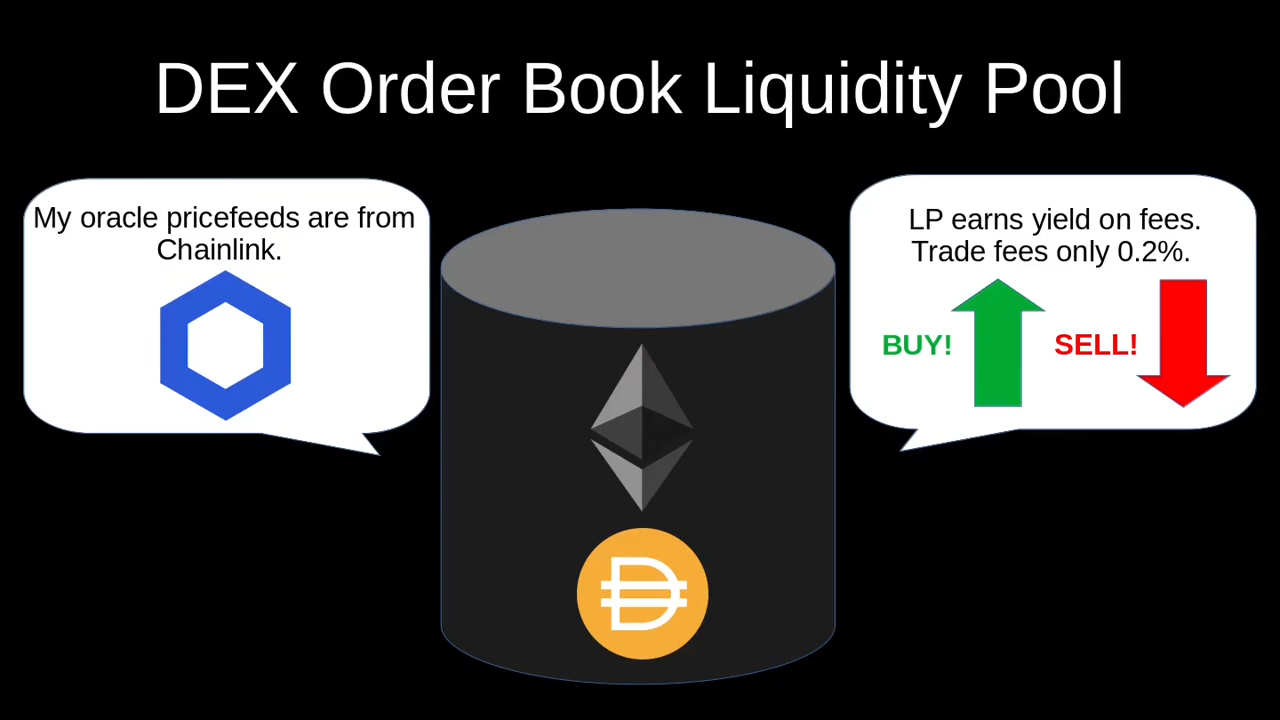 DEX Order Book Liquidity Pool
My oracle pricefeeds are from
Chainlink.
LP earns yield on fees.
Trade fees only 0.2%.
BUY!
SELL!